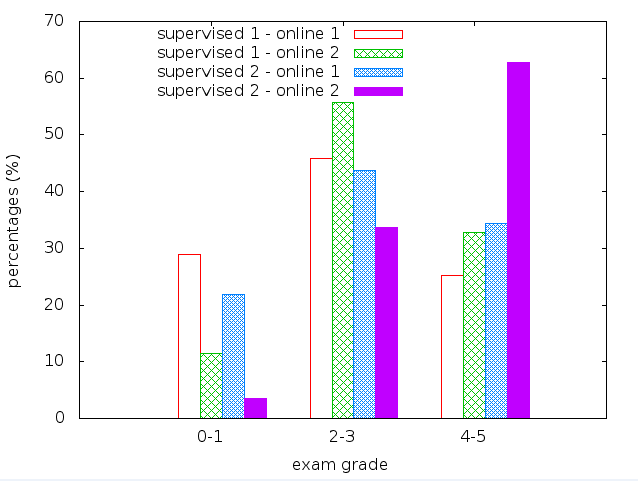 70
60
50
40
30
20
10
0
percentages (%)
supervised 1 - online 1
supervised 1 - online 2
supervised 2 - online 1
supervised 2 - online 2
0-1
2-3
4-5
exam grade